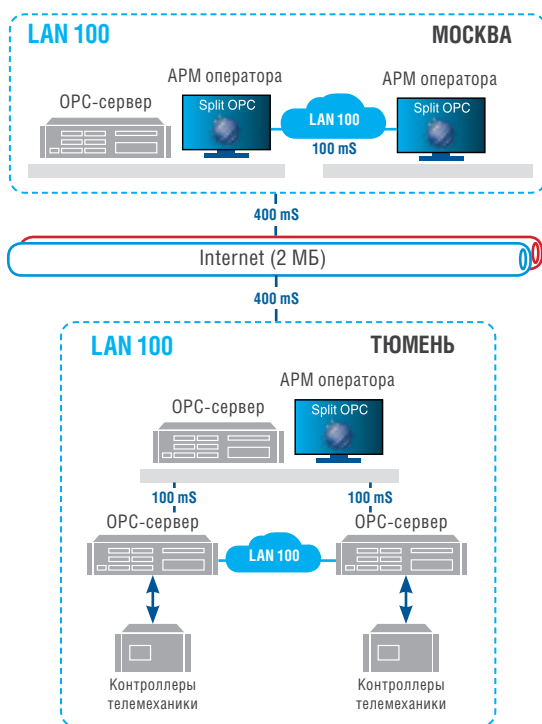 LAN 100
МОСКВА
АРМ оператора
АРМ оператора
OPC-сервер
Split OPC
Split OPC
LAN 100
100 mS
400 mS
Internet (2 МБ)
400 mS
LAN 100
ТЮМЕНЬ
АРМ оператора
OPC-сервер
Split OPC
100 mS
100 mS
OPC-сервер
OPC-сервер
LAN 100
Контроллеры
телемеханики
Контроллеры
телемеханики